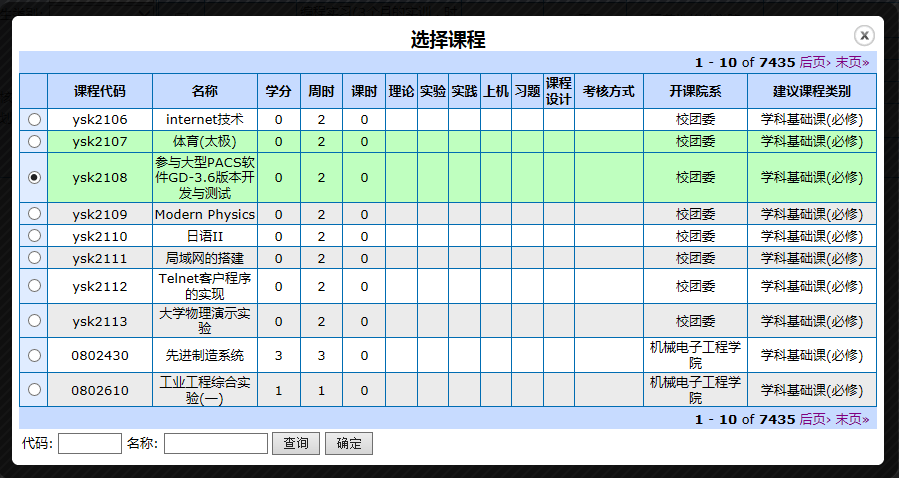 选择课程
1 - 10 of 7435 后页› 末页»
课程代码 名称 学分 周时 课时 理论 实验 实践 上机 习题 课程设计 考核方式 开课院系 建议课程类别
ysk2106 internet技术 0 2 0 校团委 学科基础课(必修)
ysk2107 体育(太极) 0 2 0 校团委 学科基础课(必修)
ysk2108 参与大型PACS软件GD-3.6版本开发与测试 0 2 0 校团委 学科基础课(必修)
ysk2109 Modern Physics 0 2 0 校团委 学科基础课(必修)
ysk2110 日语II 0 2 0 校团委 学科基础课(必修)
ysk2111 局域网的搭建 0 2 0 校团委 学科基础课(必修)
ysk2112 Telnet客户程序的实现 0 2 0 校团委 学科基础课(必修)
ysk2113 大学物理演示实验 0 2 0 校团委 学科基础课(必修)
0802430 先进制造系统 3 3 0 机械电子工程学院 学科基础课(必修)
0802610 工业工程综合实验(一) 1 1 0 机械电子工程学院 学科基础课(必修)
1 - 10 of 7435 后页› 末页»
代码: 名称: 查询 确定